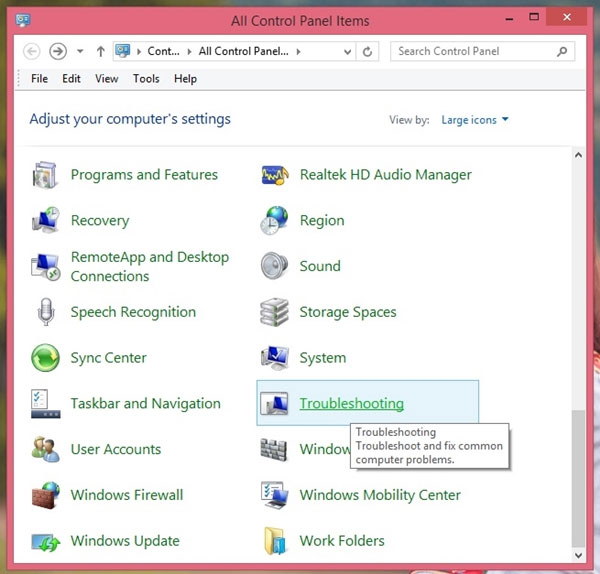 All Control Panel Items
Cont... All Control Panel... Search Control Panel
File Edit View Tools Help
Adjust your computer's settings View by: Large icons
Programs and Features Realtek HD Audio Manager
Recovery Region
RemoteApp and Desktop
Connections Sound
Speech Recognition Storage Spaces
Sync Center System
Taskbar and Navigation Troubleshooting
Troubleshooting
Troubleshoot and fix common
computer problems.
User Accounts Window
Windows Firewall Windows Mobility Center
Windows Update Work Folders